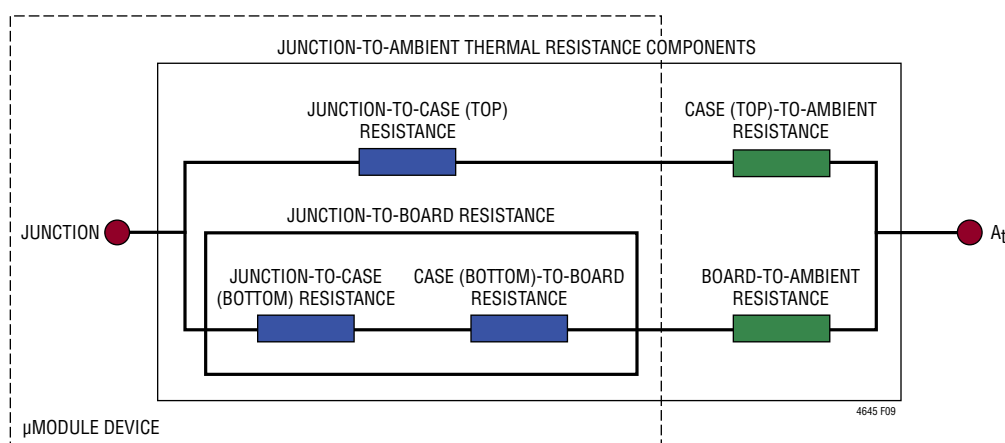 JUNCTION-TO-AMBIENT THERMAL RESISTANCE COMPONENTS
JUNCTION-TO-CASE (TOP)
RESISTANCE
CASE (TOP)-TO-AMBIENT
RESISTANCE
JUNCTION
JUNCTION-TO-BOARD RESISTANCE
At
JUNCTION-TO-CASE
(BOTTOM) RESISTANCE
CASE (BOTTOM)-TO-BOARD
RESISTANCE
BOARD-TO-AMBIENT
RESISTANCE
4645 F09
µMODULE DEVICE